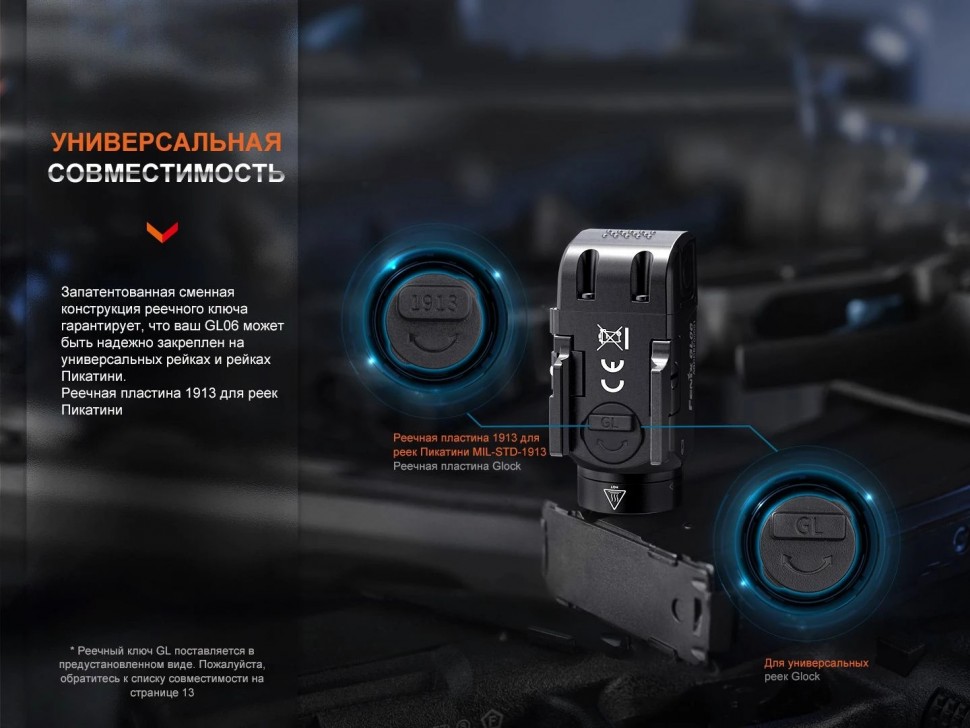 УНИВЕРСАЛЬНАЯ
СОВМЕСТИМОСТЬ
Запатентованная сменная
конструкция реечного ключа
гарантирует, что ваш GL06 может
быть надежно закреплен на
универсальных рейках и рейках
Пикатини.
Реечная пластина 1913 для реек
Пикатини
1913
GL
CE
Fenix GL06
HOT
Реечная пластина 1913 для
реек Пикатини MIL-STD-1913
Реечная пластина Glock
GL
Для универсальных
реек Glock
* Реечный ключ GL поставляется в
предустановленном виде. Пожалуйста,
обратитесь к списку совместимости на
странице 13